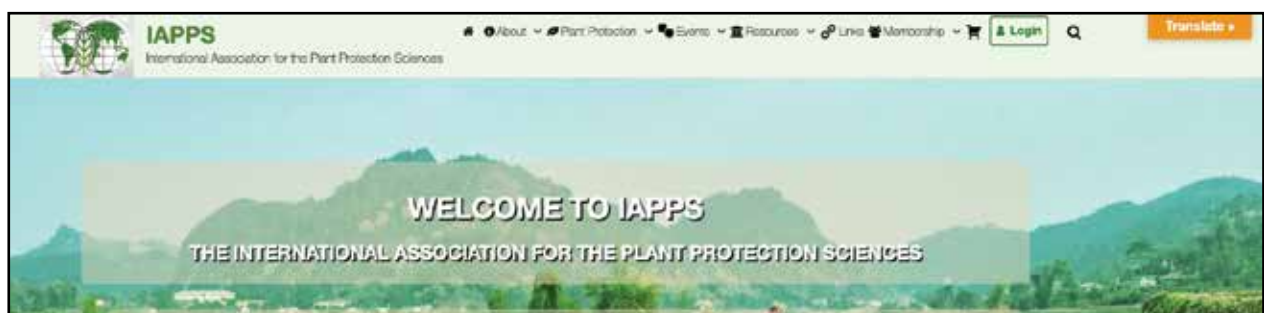 IAPPS
International Association for the Plant Protection Sciences
About Plant Protection Events Resources Links Membership Login
Translate »
WELCOME TO IAPPS
THE INTERNATIONAL ASSOCIATION FOR THE PLANT PROTECTION SCIENCES